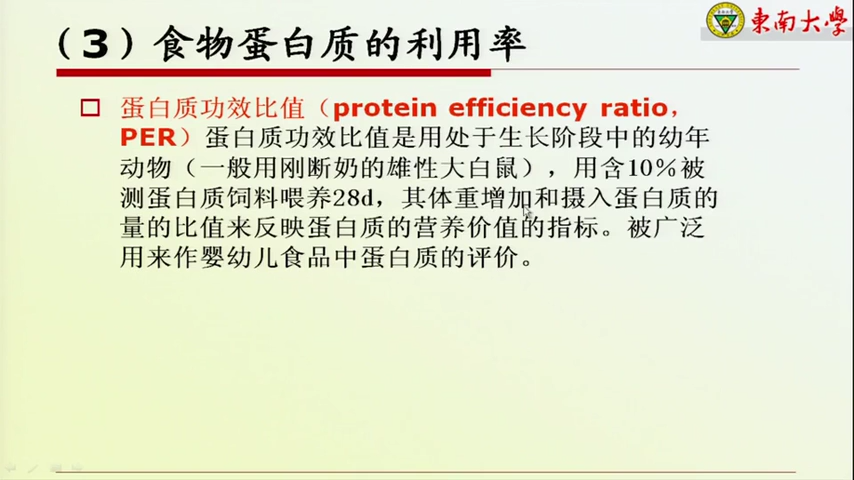 （3）食物蛋白质的利用率
東南大學
蛋白质功效比值（protein efficiency ratio，
PER）蛋白质功效比值是用处于生长阶段中的幼年
动物（一般用刚断奶的雄性大白鼠），用含10%被
测蛋白质饲料喂养28d，其体重增加和摄入蛋白质的
量的比值来反映蛋白质的营养价值的指标。被广泛
用来作婴幼儿食品中蛋白质的评价。